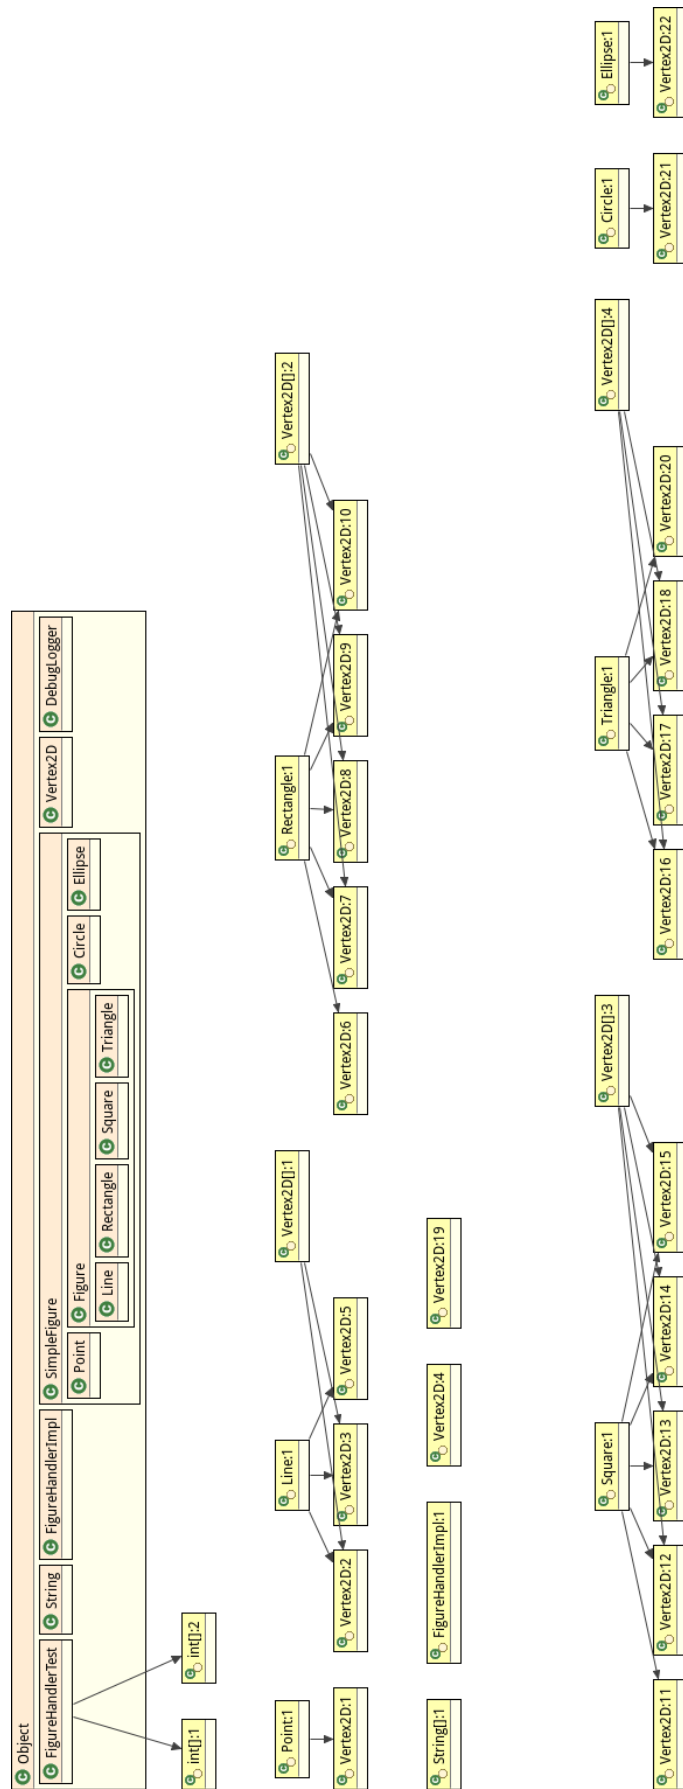 Object
FigureHandlerTest
String
FigureHandlerImpl
SimpleFigure
Point
Figure
Line
Rectangle
Square
Triangle
Circle
Ellipse
Vertex2D
DebugLogger
int[]:1
int[]:2
Point:1
Line:1
Vertex2D[]:1
Rectangle:1
Vertex2D[]:2
Vertex2D:1
Vertex2D:2
Vertex2D:3
Vertex2D:5
Vertex2D:6
Vertex2D:7
Vertex2D:8
Vertex2D:9
Vertex2D:10
String[]:1
FigureHandlerImpl:1
Vertex2D:4
Vertex2D:19
Square:1
Vertex2D[]:3
Triangle:1
Vertex2D[]:4
Circle:1
Ellipse:1
Vertex2D:11
Vertex2D:12
Vertex2D:13
Vertex2D:14
Vertex2D:15
Vertex2D:16
Vertex2D:17
Vertex2D:18
Vertex2D:20
Vertex2D:21
Vertex2D:22